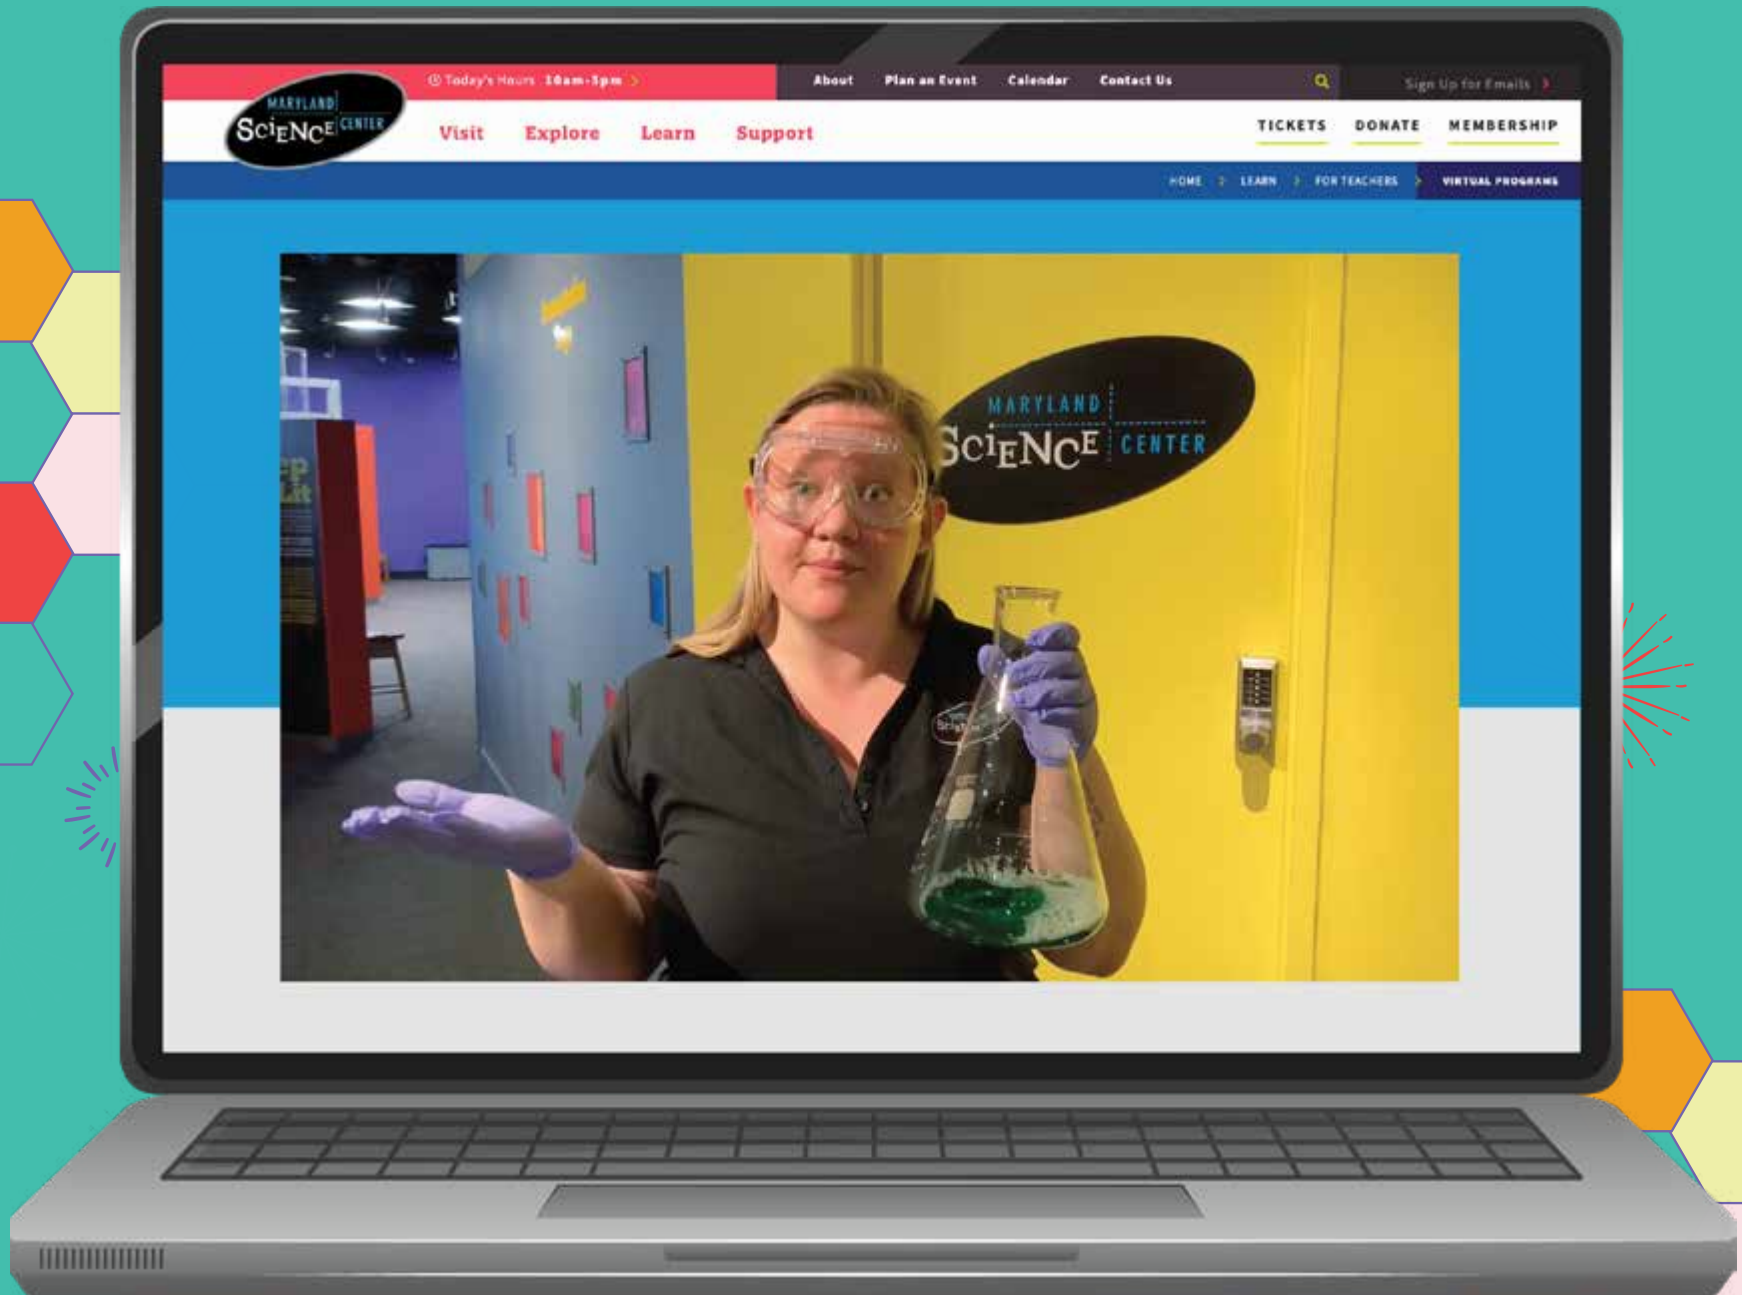 Today's Hours 10am-5pm
About Plan an Event Calendar Contact Us
Sign Up for Emails
MARYLAND
SCiENCE CENTER
Visit Explore Learn Support
TICKETS DONATE MEMBERSHIP
HOME > LEARN > FOR TEACHERS > VIRTUAL PROGRAMS
MARYLAND
SCiENCE CENTER